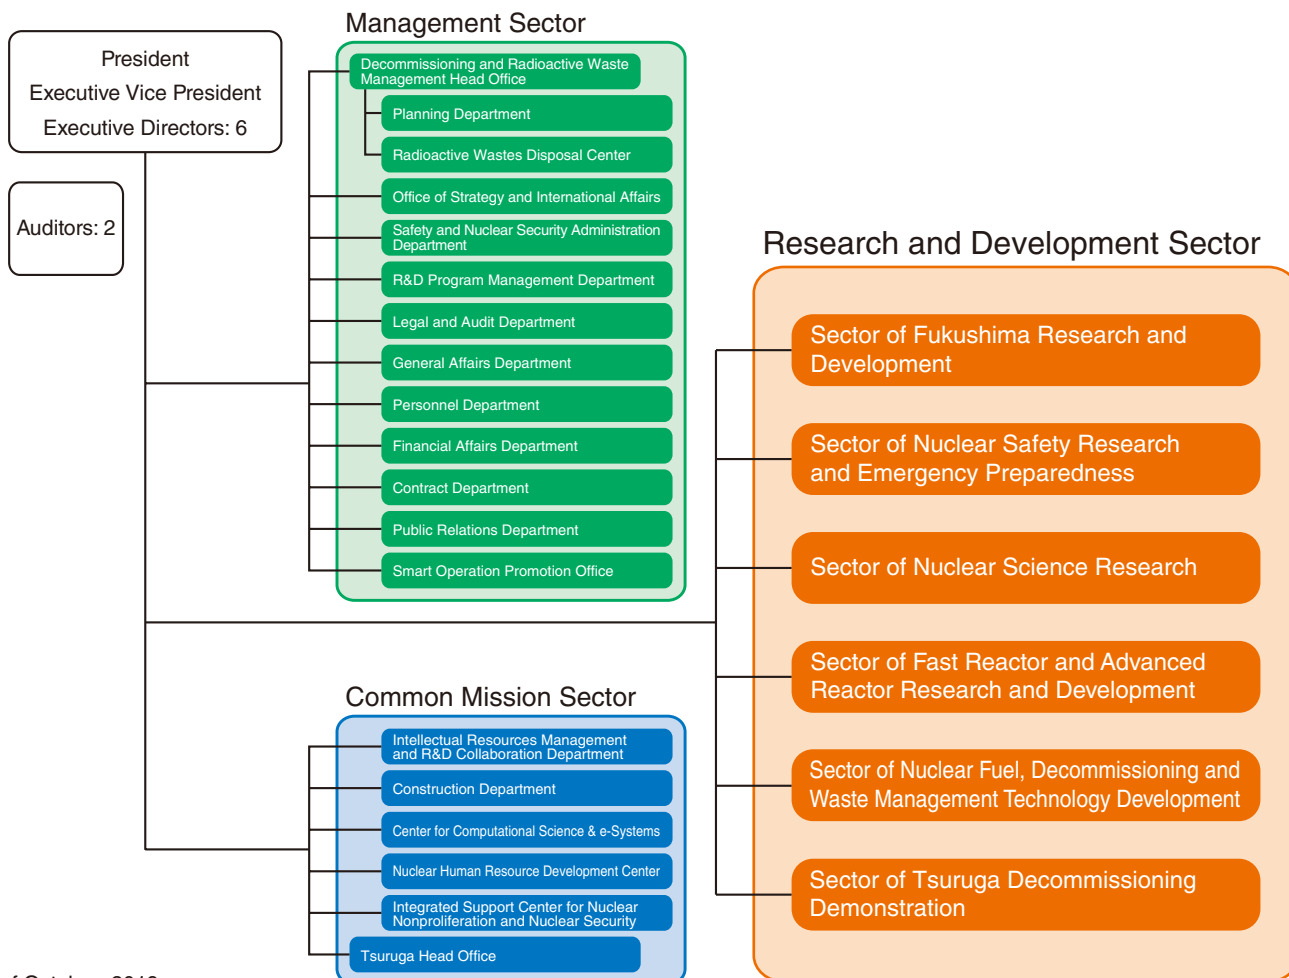 President
Executive Vice President
Executive Directors: 6
Auditors: 2
Management Sector
Decommissioning and Radioactive Waste
Management Head Office
Planning Department
Radioactive Wastes Disposal Center
Office of Strategy and International Affairs
Safety and Nuclear Security Administration
Department
R&D Program Management Department
Legal and Audit Department
General Affairs Department
Personnel Department
Financial Affairs Department
Contract Department
Public Relations Department
Smart Operation Promotion Office
Common Mission Sector
Intellectual Resources Management
and R&D Collaboration Department
Construction Department
Center for Computational Science & e-Systems
Nuclear Human Resource Development Center
Integrated Support Center for Nuclear
Nonproliferation and Nuclear Security
Tsuruga Head Office
Research and Development Sector
Sector of Fukushima Research and
Development
Sector of Nuclear Safety Research
and Emergency Preparedness
Sector of Nuclear Science Research
Sector of Fast Reactor and Advanced
Reactor Research and Development
Sector of Nuclear Fuel, Decommissioning and
Waste Management Technology Development
Sector of Tsuruga Decommissioning
Demonstration